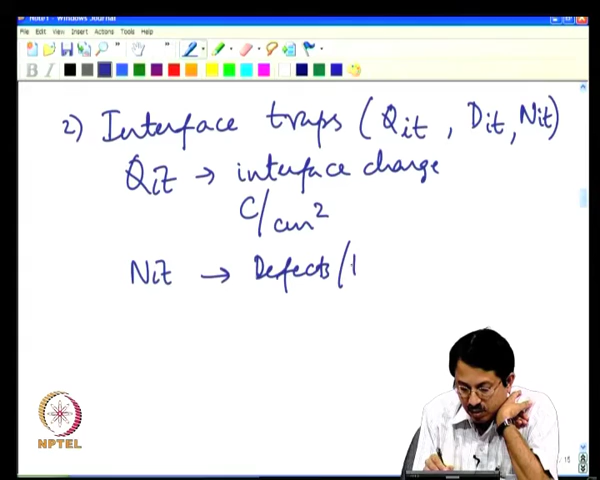 Note1 - Windows Journal
File Edit View Insert Actions Tools Help
B I
2) Interface traps (Qit, Dit, Nit)
Qit → interface charge
C/cm²
Nit → Defects/
NPTEL